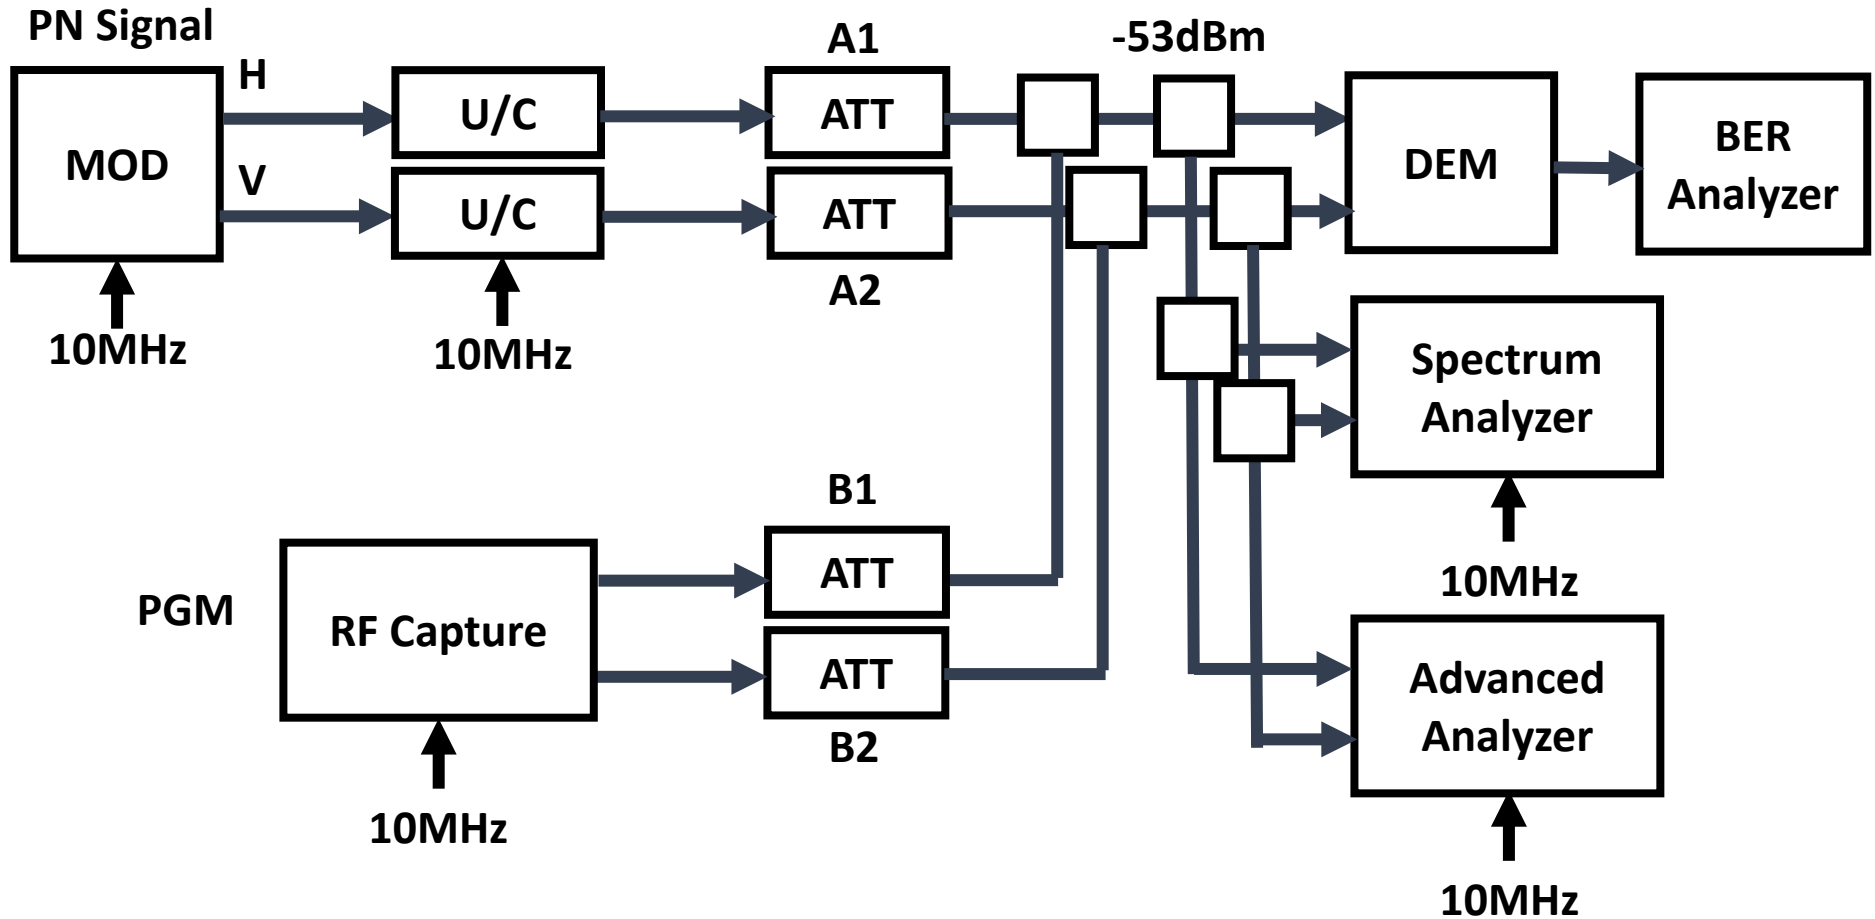 PN Signal
H
V
MOD
10MHz
U/C
U/C
10MHz
A1
ATT
ATT
A2
-53dBm
DEM
BER
Analyzer
Spectrum
Analyzer
10MHz
PGM
RF Capture
10MHz
B1
ATT
ATT
B2
Advanced
Analyzer
10MHz